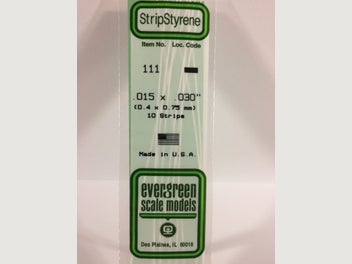 StripStyrene
Item No. Loc. Code
111
.015 x .030"
(0.4 x 0.75 mm)
10 Strips
Made in U.S.A.
evergreen
scale models
Des Plaines, IL 60018